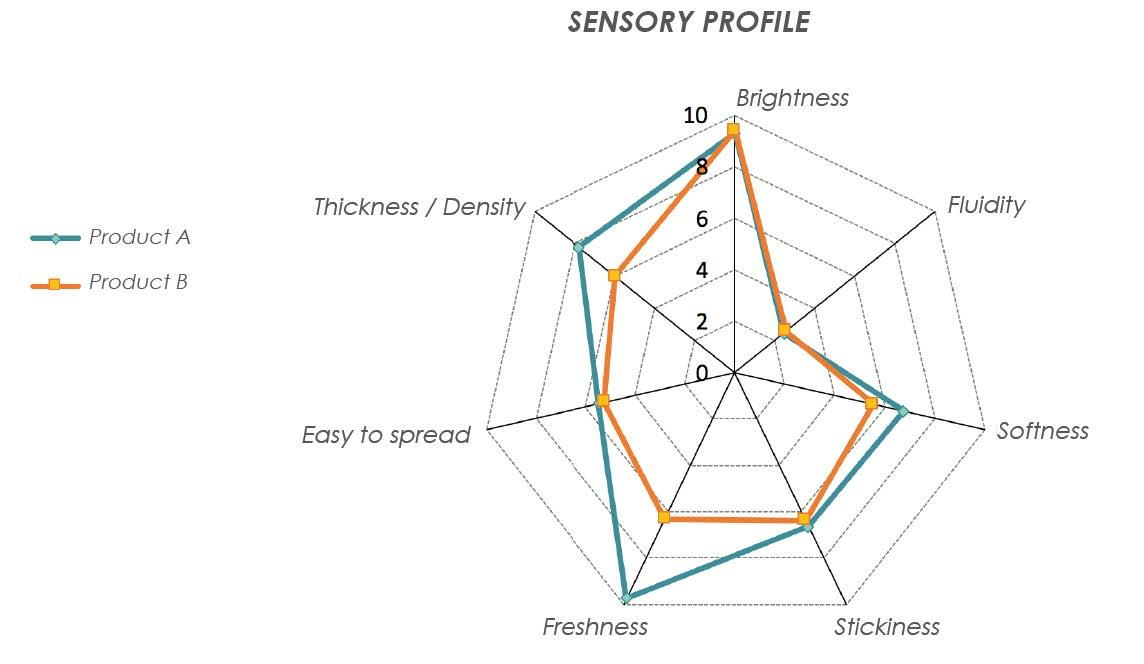 SENSORY PROFILE
Brightness
10
8
6
4
2
0
Fluidity
Softness
Stickiness
Freshness
Easy to spread
Thickness / Density
Product A
Product B